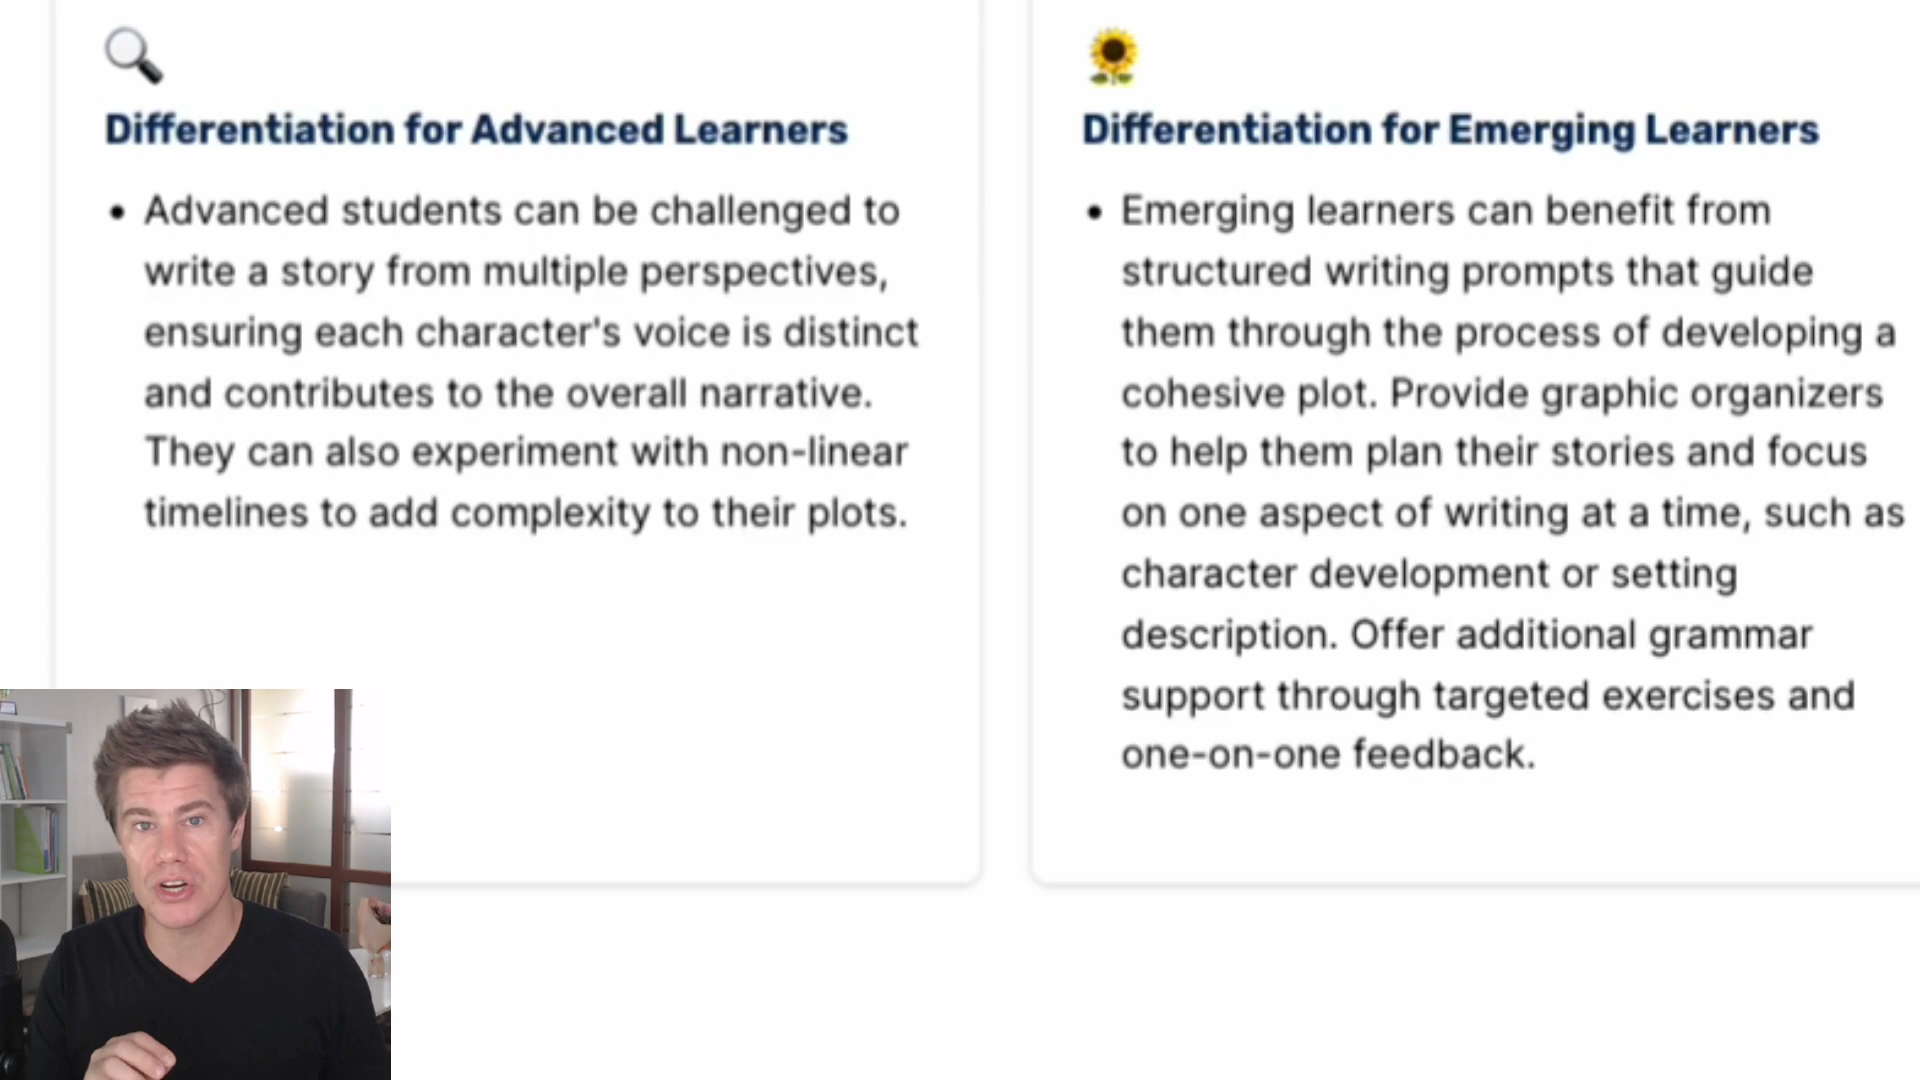 Differentiation for Advanced Learners
• Advanced students can be challenged to
write a story from multiple perspectives,
ensuring each character's voice is distinct
and contributes to the overall narrative.
They can also experiment with non-linear
timelines to add complexity to their plots.
Differentiation for Emerging Learners
• Emerging learners can benefit from
structured writing prompts that guide
them through the process of developing a
cohesive plot. Provide graphic organizers
to help them plan their stories and focus
on one aspect of writing at a time, such as
character development or setting
description. Offer additional grammar
support through targeted exercises and
one-on-one feedback.